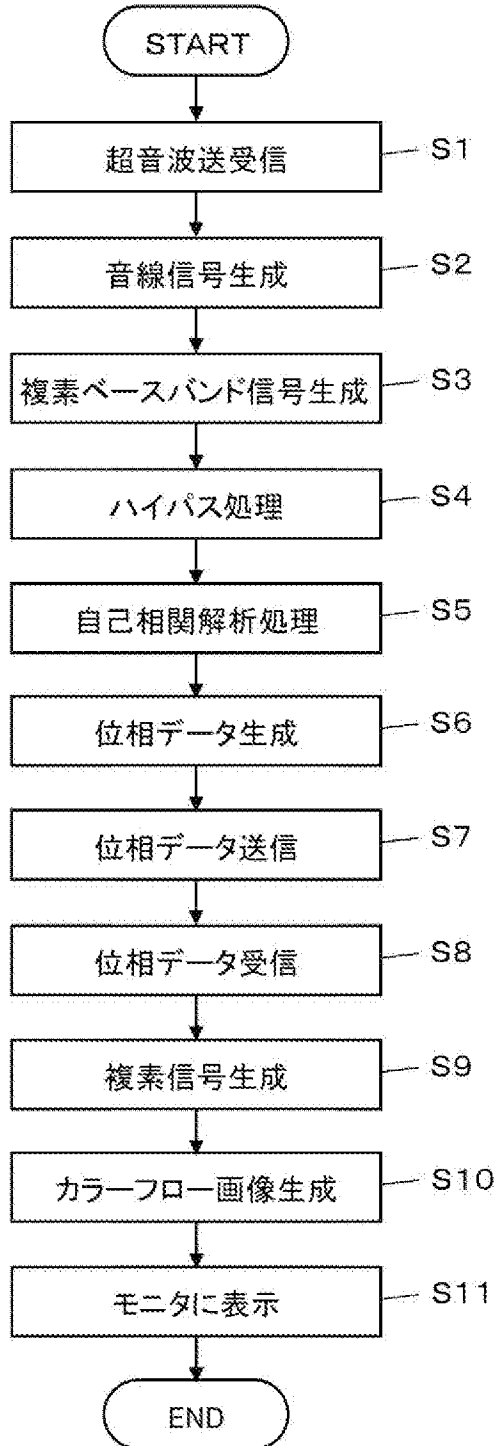 START
超音波送受信
S1
音線信号生成
S2
複素ベースバンド信号生成
S3
ハイパス処理
S4
自己相関解析処理
S5
位相データ生成
S6
位相データ送信
S7
位相データ受信
S8
複素信号生成
S9
カラーフロー画像生成
S10
モニタに表示
S11
END